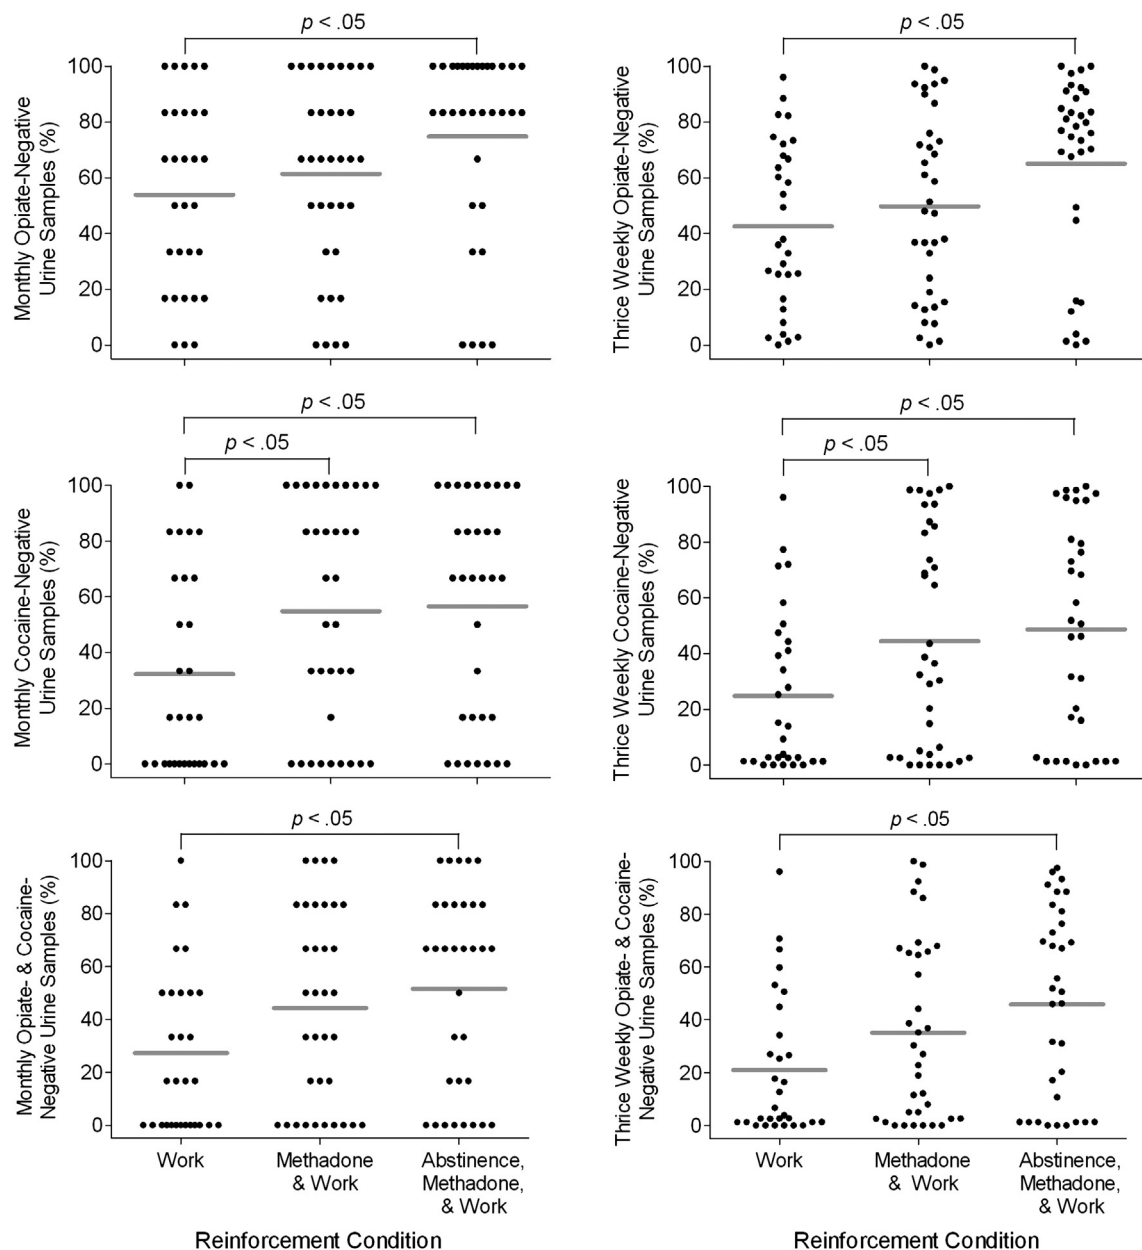 p < .05
100
80
60
40
20
0
Monthly Opiate-Negative
Urine Samples (%)
p < .05
100
80
60
40
20
0
Thrice Weekly Opiate-Negative
Urine Samples (%)
p < .05
p < .05
100
80
60
40
20
0
Monthly Cocaine-Negative
Urine Samples (%)
p < .05
p < .05
100
80
60
40
20
0
Thrice Weekly Cocaine-Negative
Urine Samples (%)
p < .05
100
80
60
40
20
0
Monthly Opiate- & Cocaine-
Negative Urine Samples (%)
Work
Methadone
& Work
Abstinence,
Methadone,
& Work
Reinforcement Condition
p < .05
100
80
60
40
20
0
Thrice Weekly Opiate- & Cocaine-
Negative Urine Samples (%)
Work
Methadone
& Work
Abstinence,
Methadone,
& Work
Reinforcement Condition